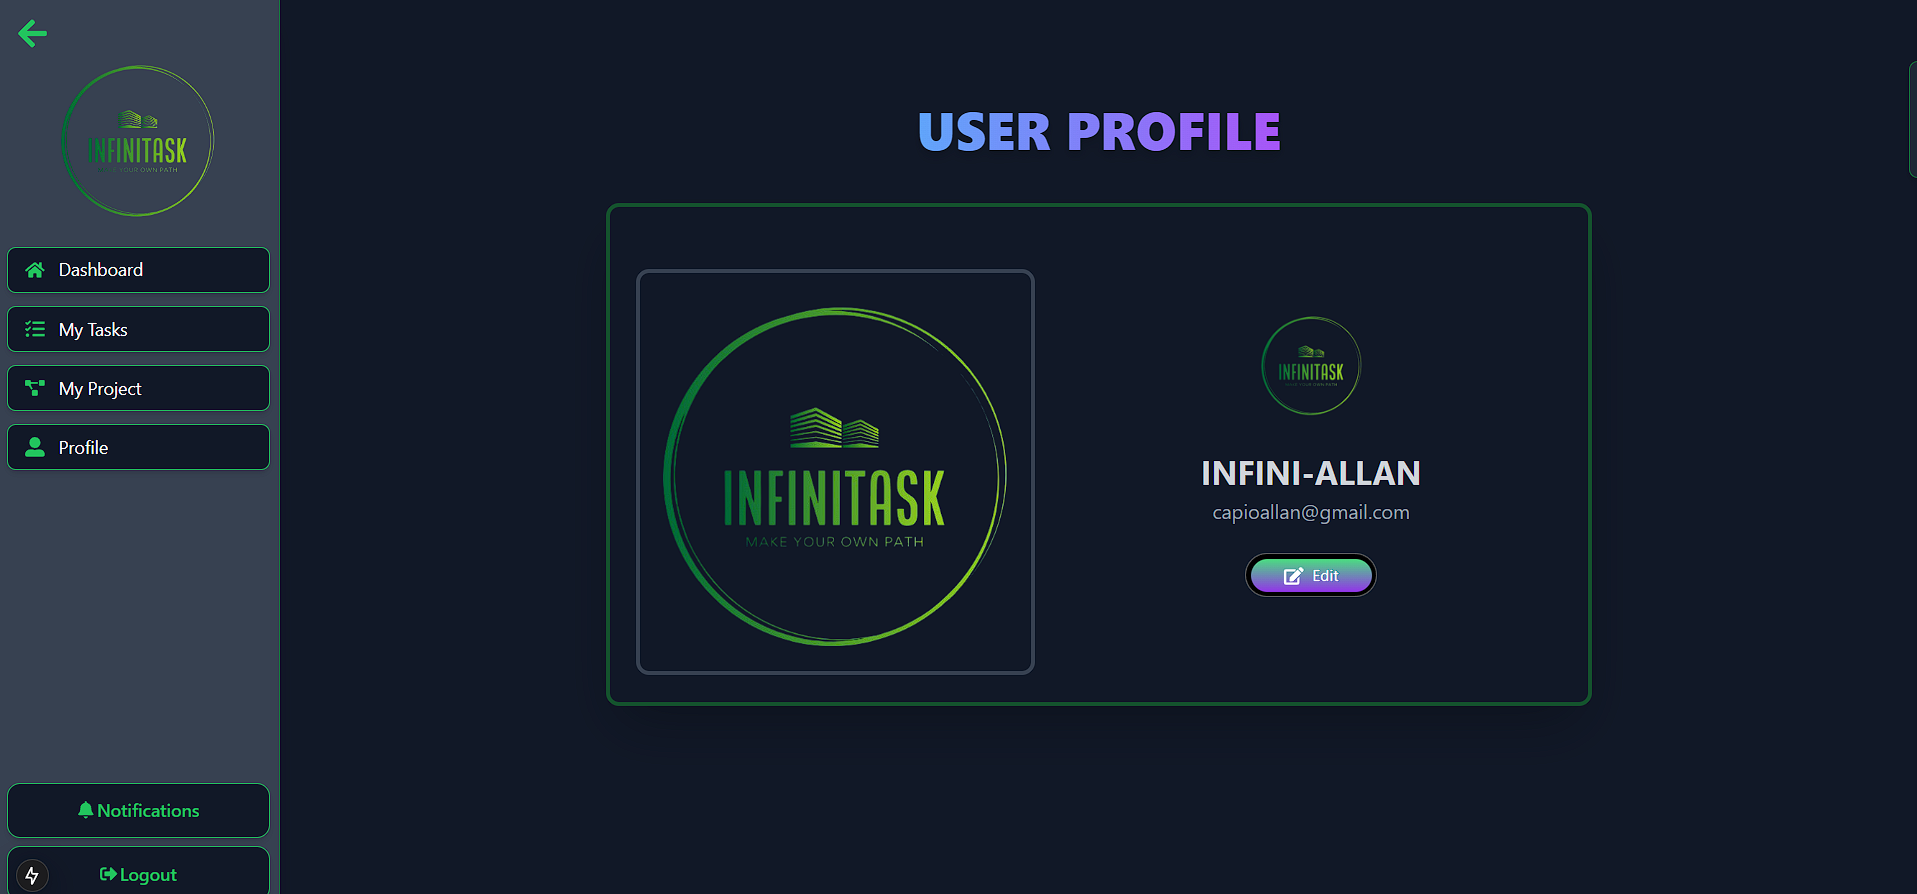 INFINITASK
MAKE YOUR OWN PATH
Dashboard
My Tasks
My Project
Profile
Notifications
Logout
USER PROFILE
INFINITASK
MAKE YOUR OWN PATH
INFINITASK
MAKE YOUR OWN PATH
INFINI-ALLAN
capioallan@gmail.com
Edit